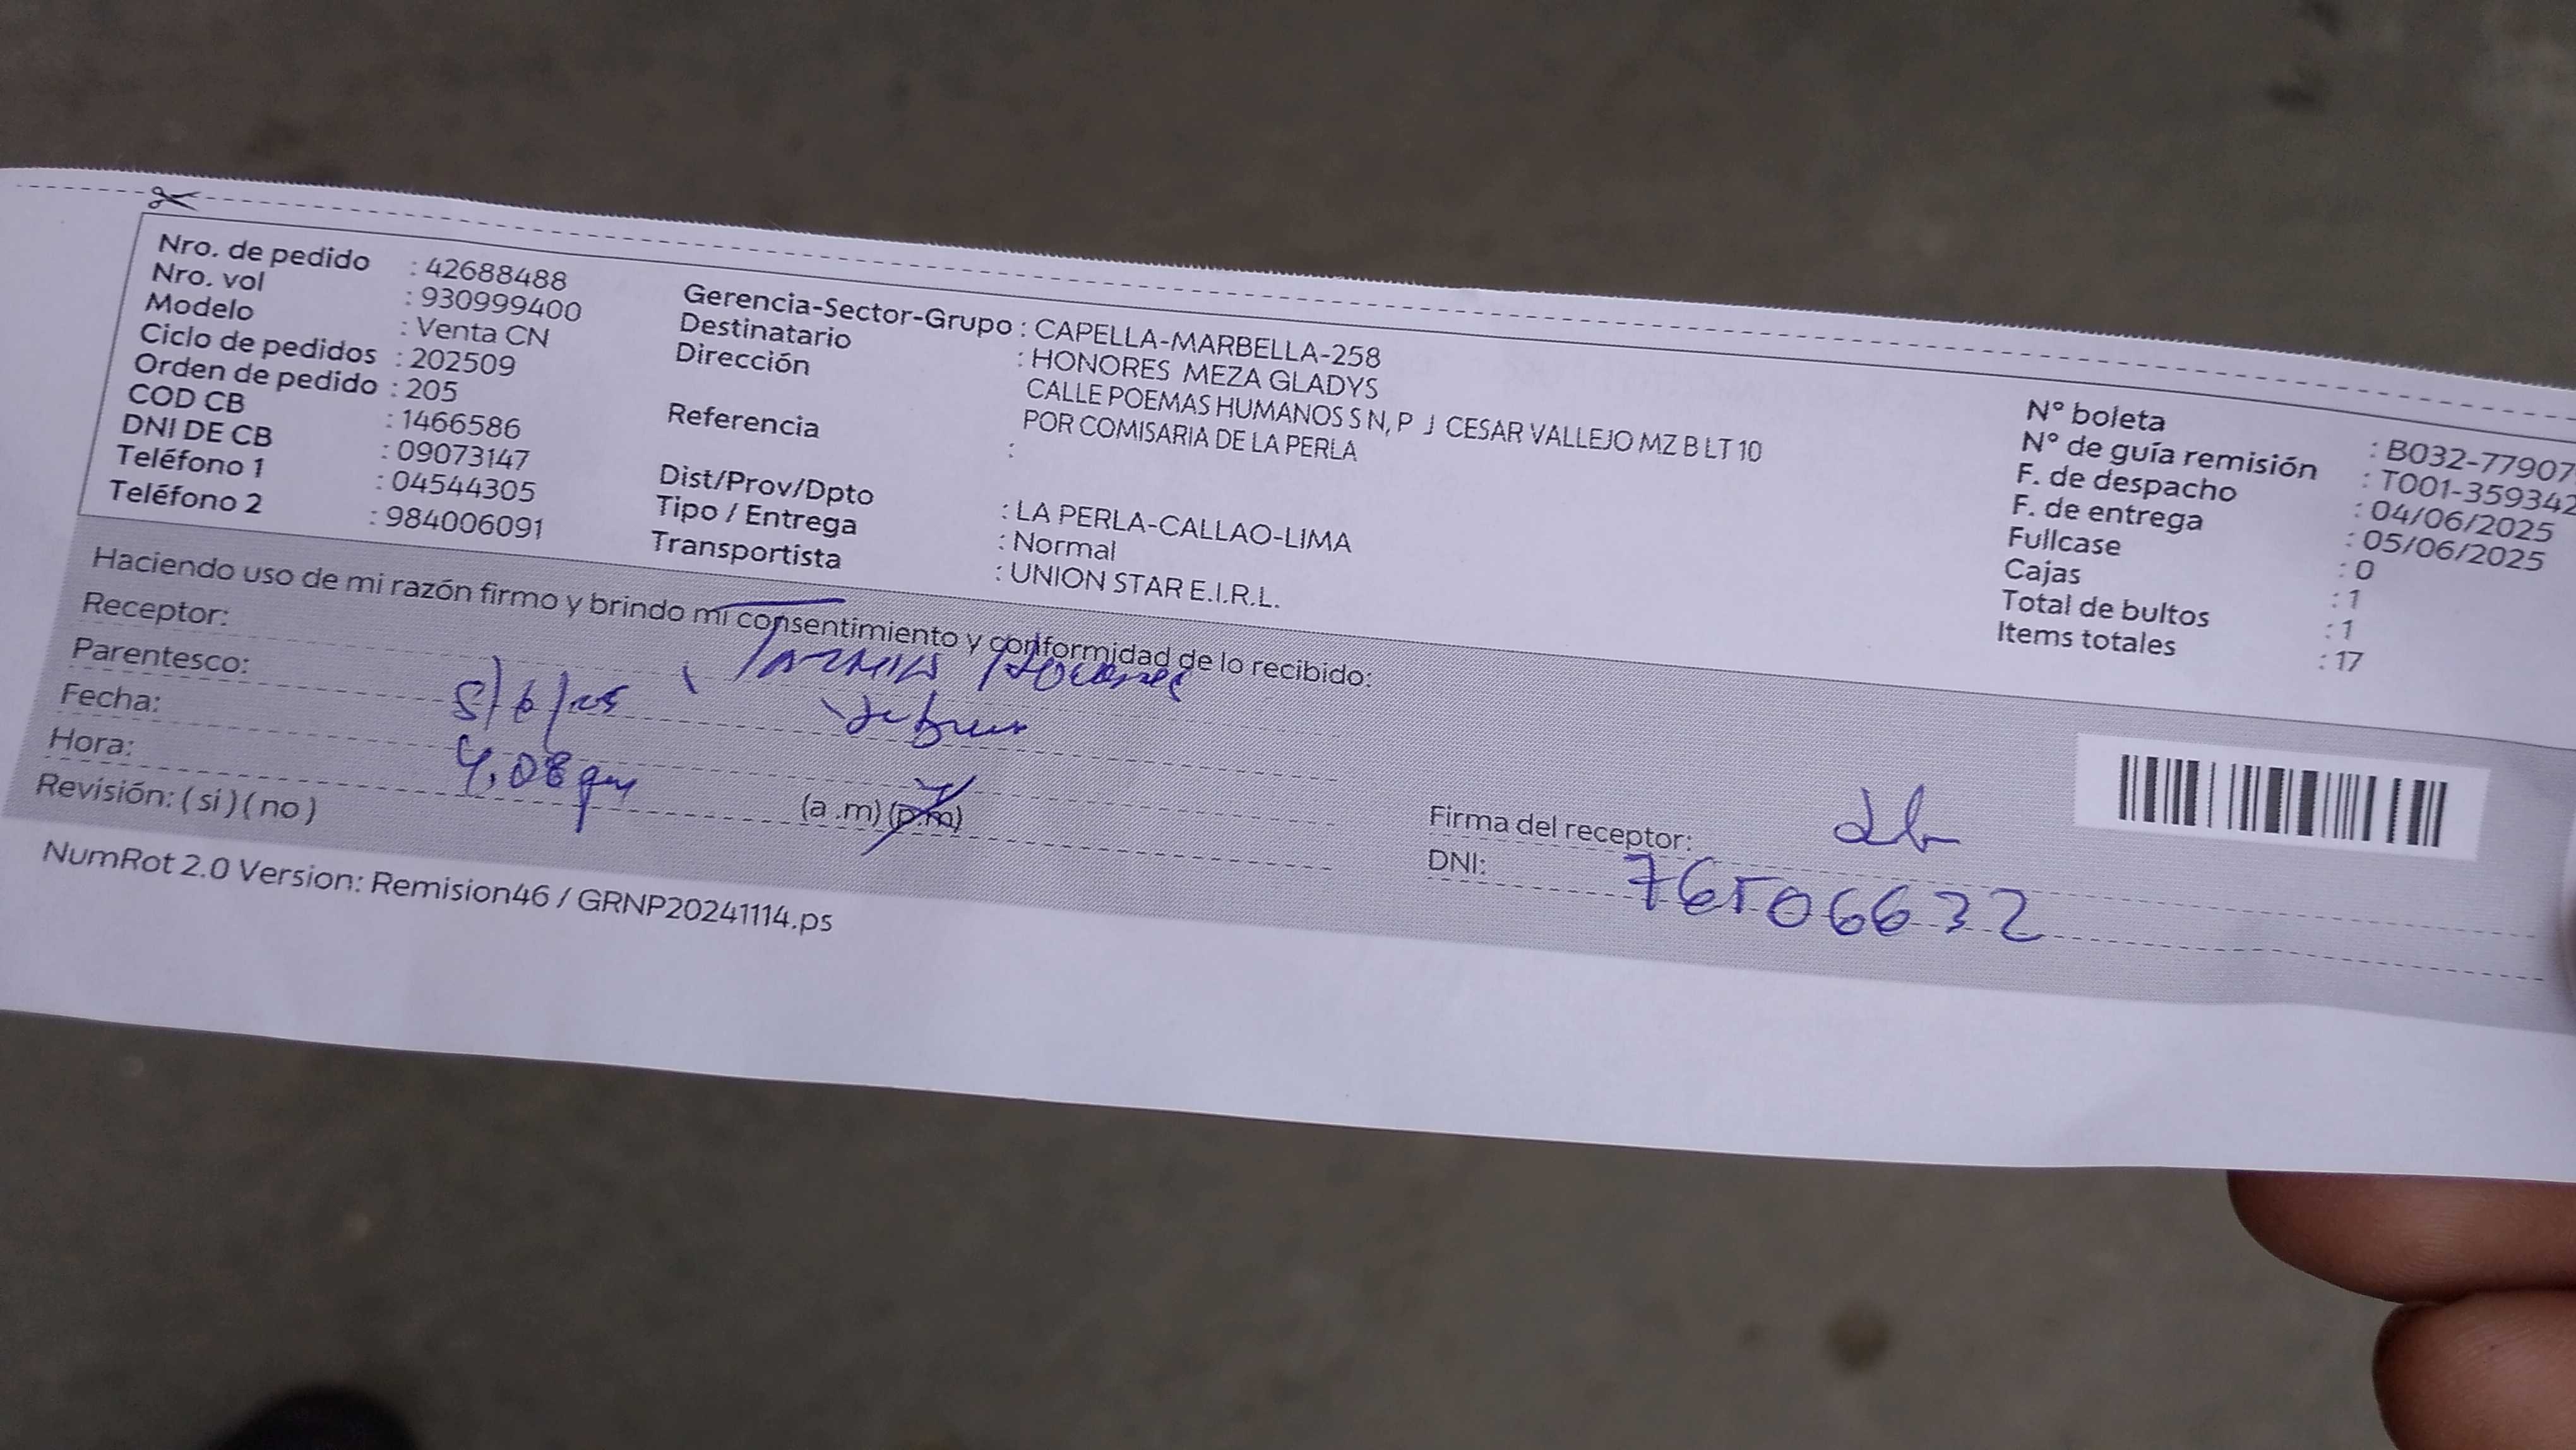 Nro. de pedido : 42688488
Nro. vol : 930999400
Modelo : Venta CN
Ciclo de pedidos : 202509
Orden de pedido : 205
COD CB : 1466586
DNI DE CB : 09073147
Teléfono 1 : 04544305
Teléfono 2 : 984006091
Gerencia-Sector-Grupo : CAPELLA-MARBELLA-258
Destinatario : HONORES MEZA GLADYS
Dirección CALLE POEMAS HUMANOS S N, P J CESAR VALLEJO MZ B LT 10
POR COMISARIA DE LA PERLA
Referencia :
Dist/Prov/Dpto : LA PERLA-CALLAO-LIMA
Tipo / Entrega : Normal
Transportista : UNION STAR E.I.R.L.
N° boleta : B032-77907
N° de guía remisión : T001-359342
F. de despacho : 04/06/2025
F. de entrega : 05/06/2025
Fullcase : 0
Cajas : 1
Total de bultos : 1
Items totales : 17
Haciendo uso de mi razón firmo y brindo mi consentimiento y conformidad de lo recibido:
Receptor:
Parentesco:
Fecha: 5/6/25
Hora: 4,08 pm (a .m) (p.m)
Revisión: ( si ) ( no )
Firma del receptor:
DNI: 76506632
NumRot 2.0 Version: Remision46 / GRNP20241114.ps